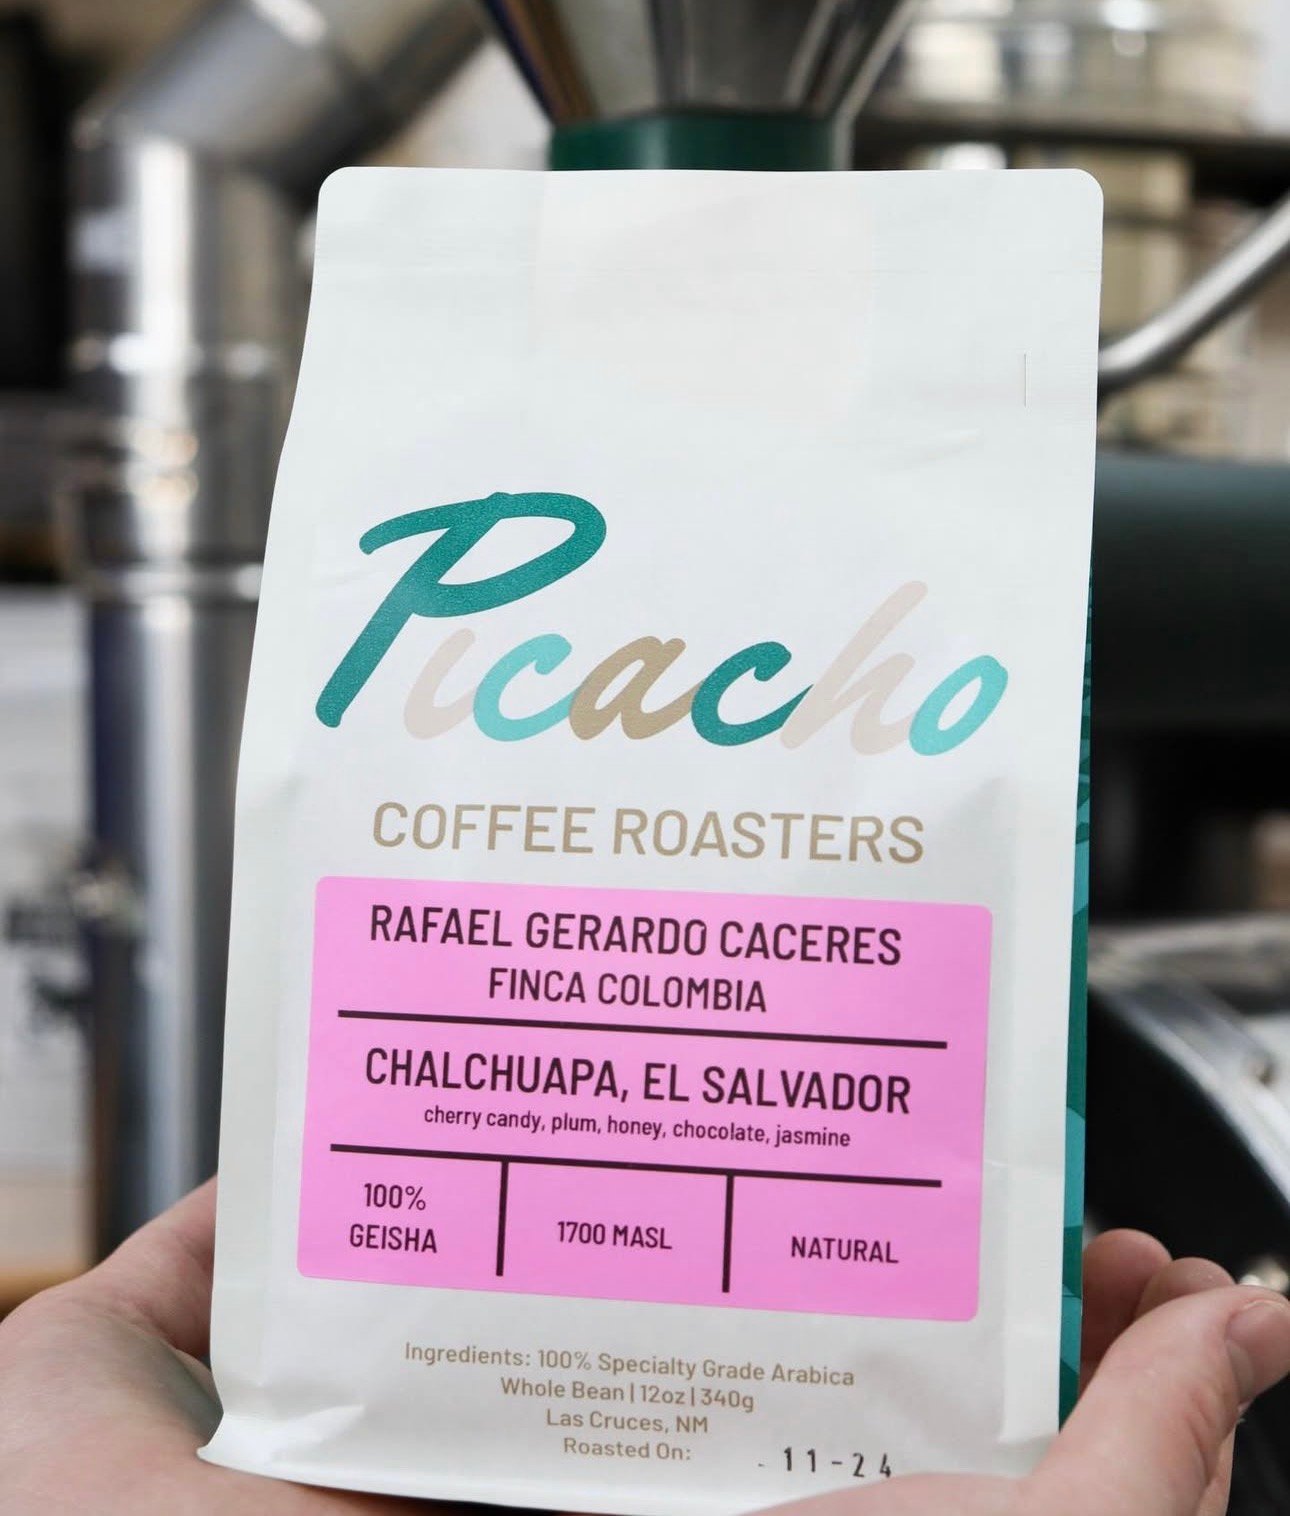 Picacho
COFFEE ROASTERS
RAFAEL GERARDO CACERES
FINCA COLOMBIA
CHALCHUAPA, EL SALVADOR
cherry candy, plum, honey, chocolate, jasmine
100%
GEISHA
1700 MASL
NATURAL
Ingredients: 100% Specialty Grade Arabica
Whole Bean | 12oz | 340g
Las Cruces, NM
Roasted On:
11-24